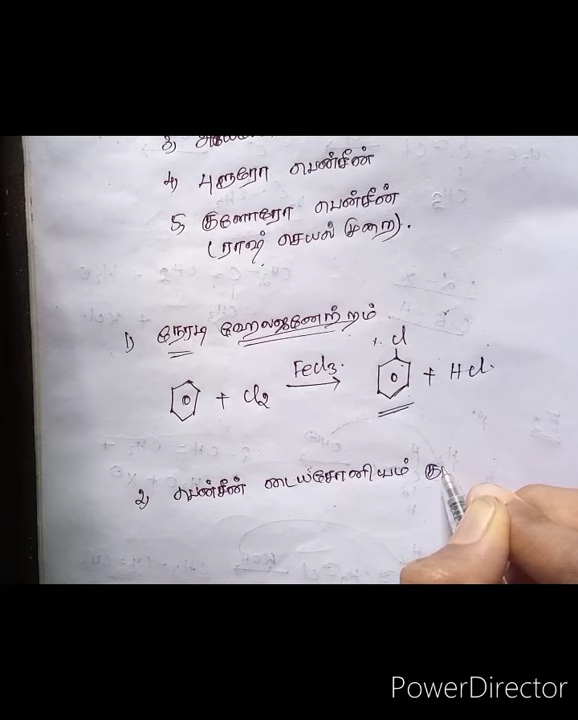 4) புளூரோ பென்சீன்
5) குளோரோ பென்சீன்
(ராஷ் செயல் முறை).
1) நேரடி ஹேலஜனேற்றம்
Cl
+ Cl2 FeCl3. + HCl.
2) பென்சீன் டையசோனியம் கு
PowerDirector